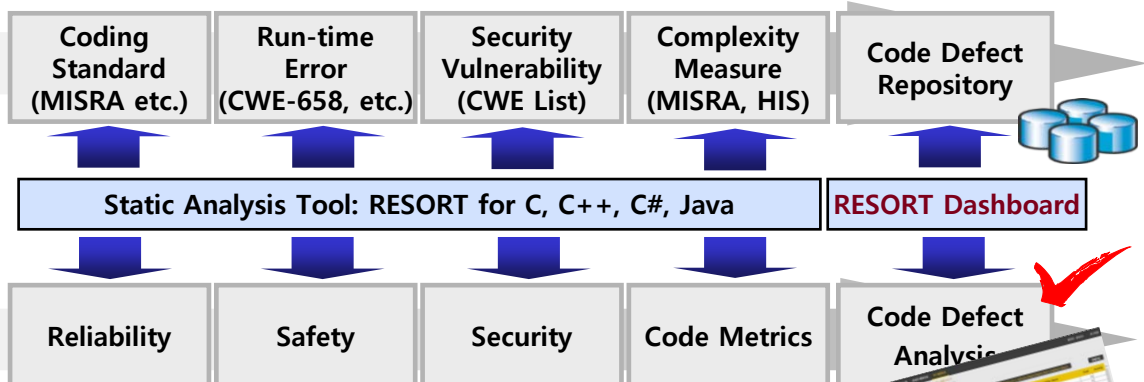 Coding
Standard
(MISRA etc.)
Run-time
Error
(CWE-658, etc.)
Security
Vulnerability
(CWE List)
Complexity
Measure
(MISRA, HIS)
Code Defect
Repository
Static Analysis Tool: RESORT for C, C++, C#, Java
RESORT Dashboard
Reliability
Safety
Security
Code Metrics
Code Defect
Analysis